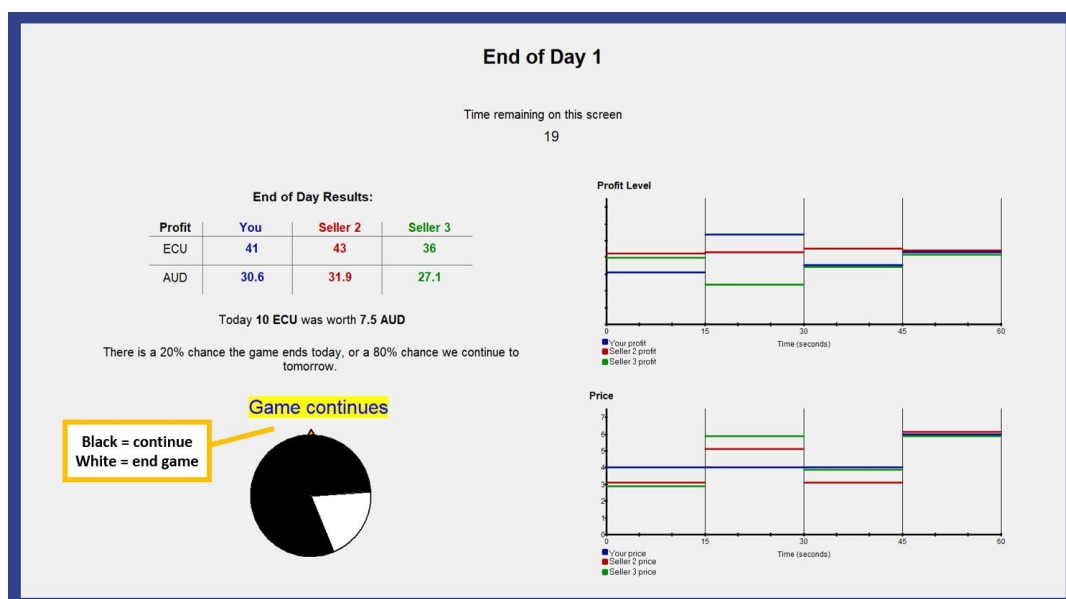 End of Day 1
Time remaining on this screen
19
End of Day Results:
Profit You Seller 2 Seller 3
ECU 41 43 36
AUD 30.6 31.9 27.1
Today 10 ECU was worth 7.5 AUD
There is a 20% chance the game ends today, or a 80% chance we continue to
tomorrow.
Game continues
Black = continue
White = end game
Profit Level
0 15 30 45 60
Time (seconds)
Your profit
Seller 2 profit
Seller 3 profit
Price
7
6
5
4
3
2
1
0
0 15 30 45 60
Time (seconds)
Your price
Seller 2 price
Seller 3 price